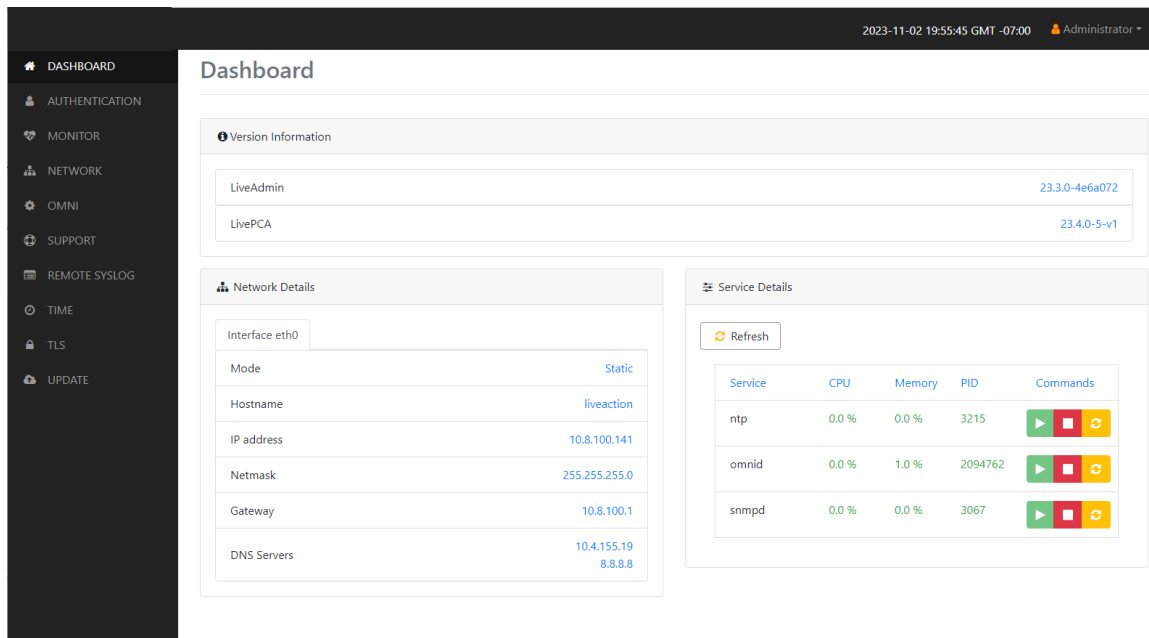 2023-11-02 19:55:45 GMT -07:00 Administrator
DASHBOARD
AUTHENTICATION
MONITOR
NETWORK
OMNI
SUPPORT
REMOTE SYSLOG
TIME
TLS
UPDATE
Dashboard
Version Information
LiveAdmin 23.3.0-4e6a072
LivePCA 23.4.0-5-v1
Network Details
Interface eth0
Mode Static
Hostname liveaction
IP address 10.8.100.141
Netmask 255.255.255.0
Gateway 10.8.100.1
DNS Servers 10.4.155.19
8.8.8.8
Service Details
Refresh
Service CPU Memory PID Commands
ntp 0.0 % 0.0 % 3215
omnid 0.0 % 1.0 % 2094762
snmpd 0.0 % 0.0 % 3067